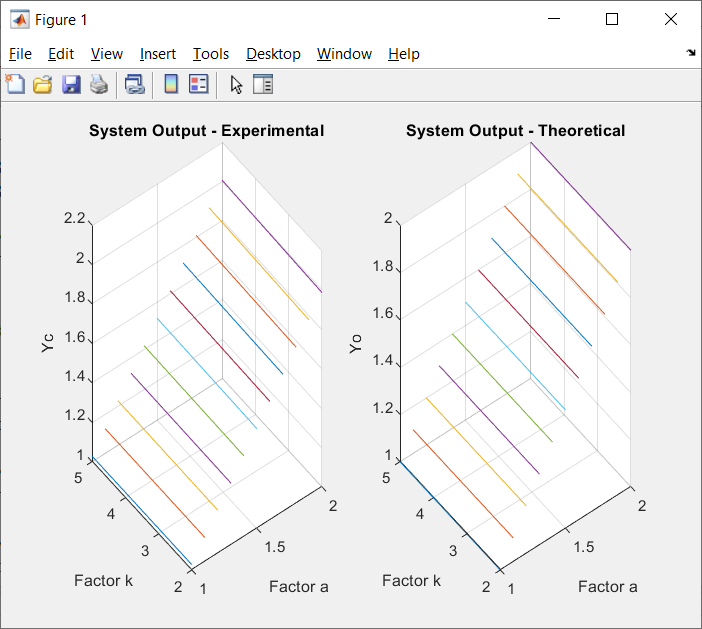 Figure 1
File Edit View Insert Tools Desktop Window Help
System Output - Experimental
2.2
2
1.8
1.6
1.4
1.2
1
Yc
5
4
3
2
Factor k
1
1.5
2
Factor a
System Output - Theoretical
2
1.8
1.6
1.4
1.2
1
Yo
5
4
3
2
Factor k
1
1.5
2
Factor a